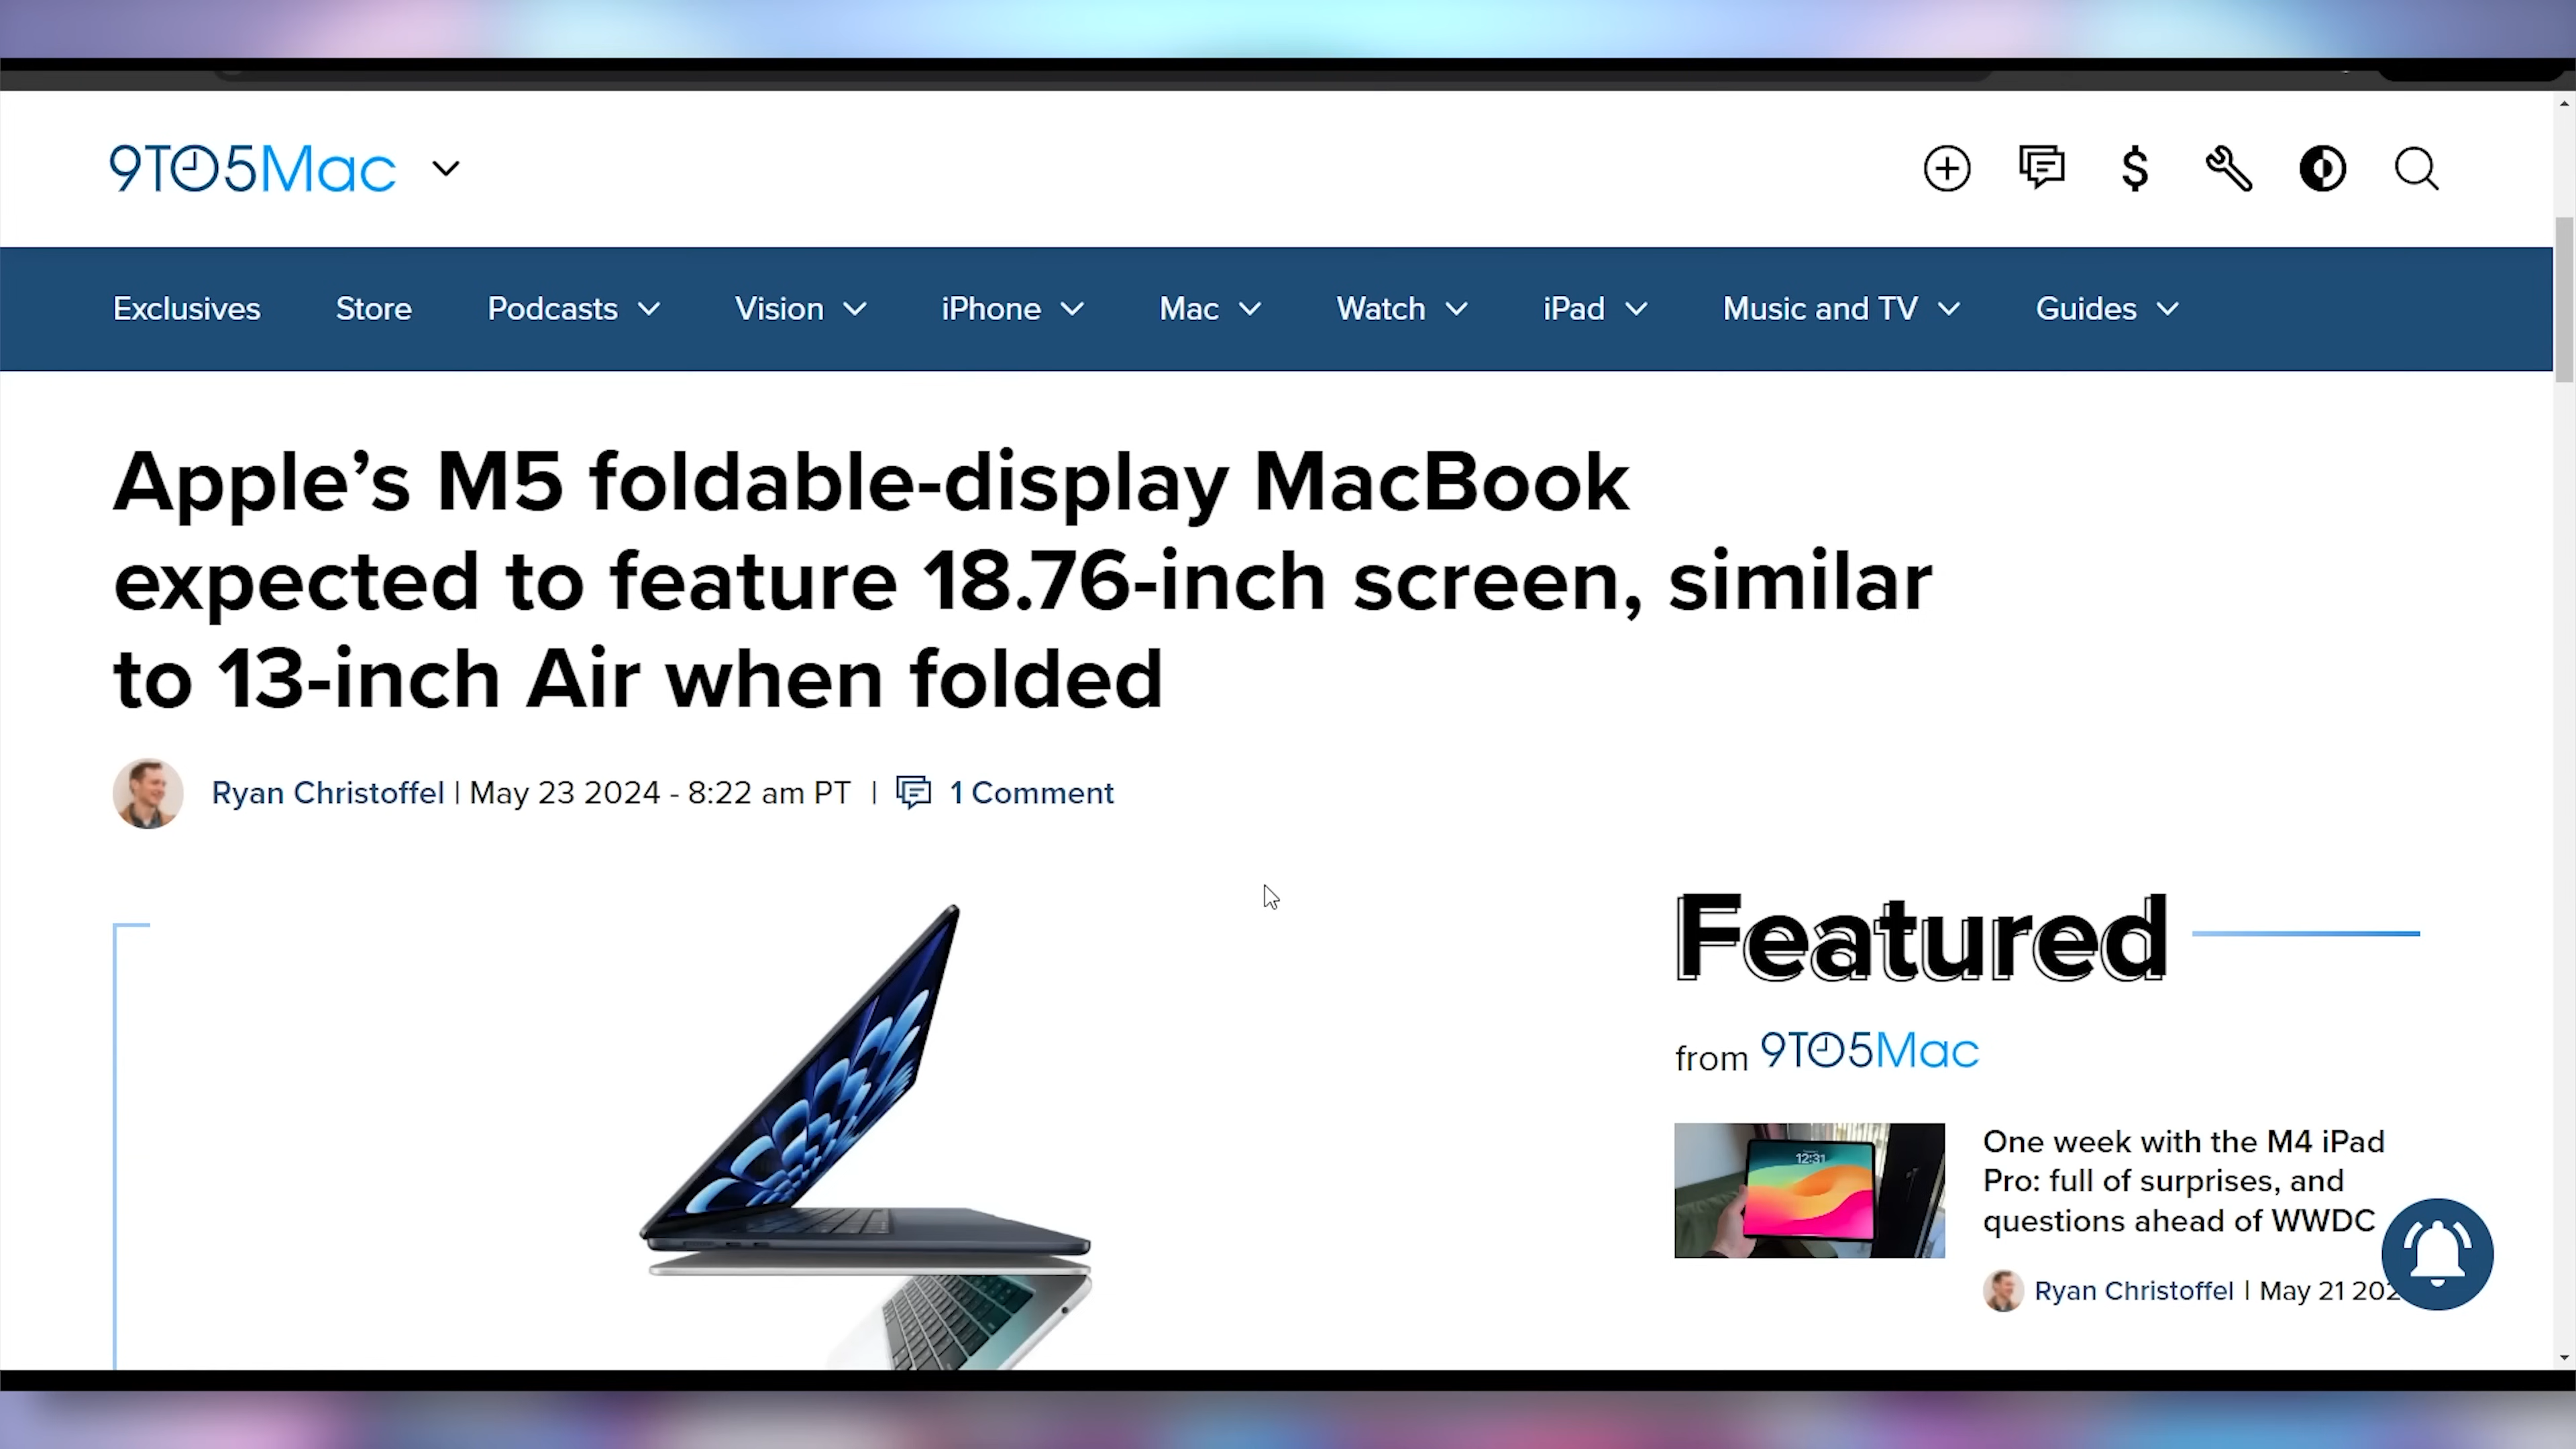 9TO5Mac
Exclusives Store Podcasts Vision iPhone Mac Watch iPad Music and TV Guides
Apple’s M5 foldable-display MacBook
expected to feature 18.76-inch screen, similar
to 13-inch Air when folded
Ryan Christoffel | May 23 2024 - 8:22 am PT | 1 Comment
Featured
from 9TO5Mac
12:31
One week with the M4 iPad
Pro: full of surprises, and
questions ahead of WWDC
Ryan Christoffel | May 21